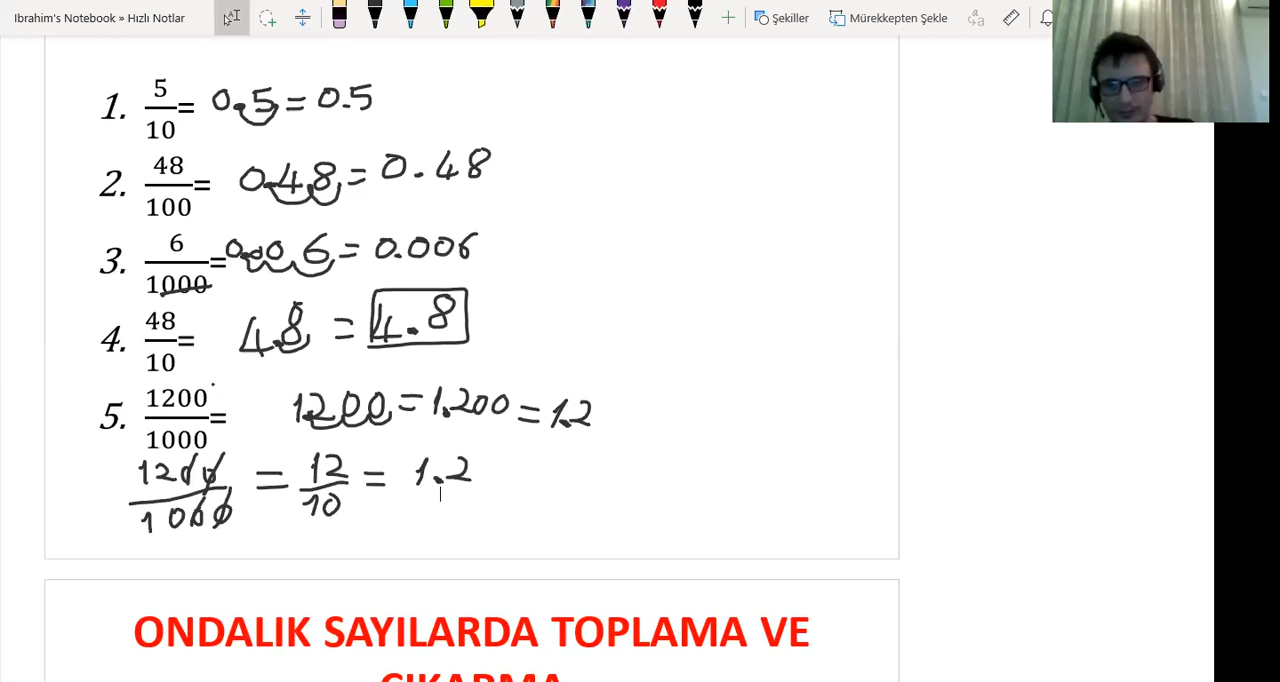 Ibrahim's Notebook » Hızlı Notlar Şekiller Mürekkepten Şekle
1. 5/10 = 0.5 = 0.5
2. 48/100 = 0.48 = 0.48
3. 6/1000 = 0.006 = 0.006
4. 48/10 = 4.8 = 4.8
5. 1200/1000 = 1200 = 1.200 = 1.2
1200/1000 = 12/10 = 1.2
ONDALIK SAYILARDA TOPLAMA VE
ÇIKARMA